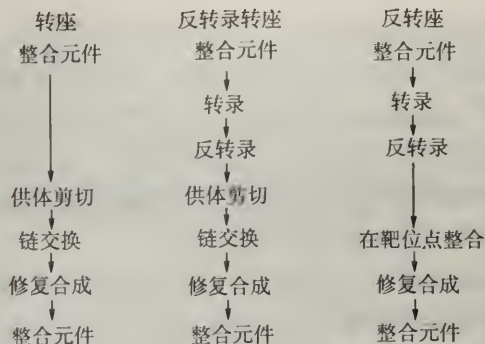 转座
整合元件
供体剪切
链交换
修复合成
整合元件
反转录转座
整合元件
转录
反转录
供体剪切
链交换
修复合成
整合元件
反转座
整合元件
转录
反转录
在靶位点整合
修复合成
整合元件